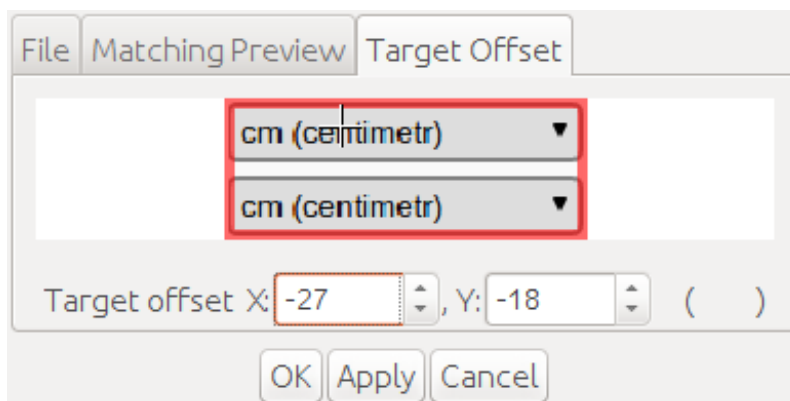 File Matching Preview Target Offset
cm (centimetr)
cm (centimetr)
Target offset X: -27 , Y: -18 ( )
OK Apply Cancel